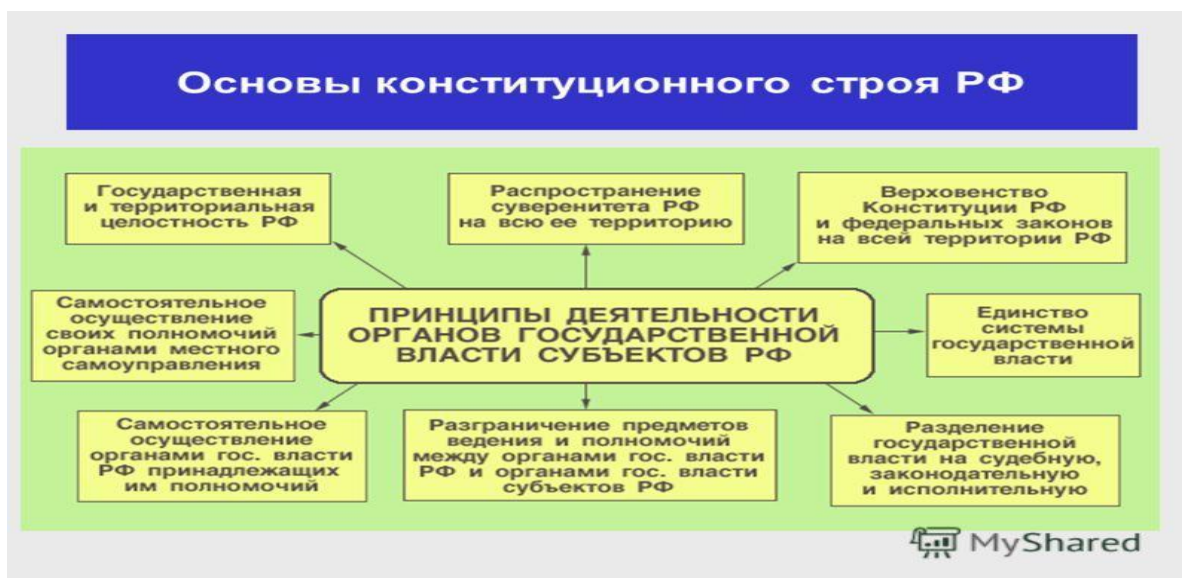 Основы конституционного строя РФ
Государственная
и территориальная
целостность РФ
Распространение
суверенитета РФ
на всю ее территорию
Верховенство
Конституции РФ
и федеральных законов
на всей территории РФ
Самостоятельное
осуществление
своих полномочий
органами местного
самоуправления
ПРИНЦИПЫ ДЕЯТЕЛЬНОСТИ
ОРГАНОВ ГОСУДАРСТВЕННОЙ
ВЛАСТИ СУБЪЕКТОВ РФ
Единство
системы
государственной
власти
Самостоятельное
осуществление
органами гос. власти
РФ принадлежащих
им полномочий
Разграничение предметов
ведения и полномочий
между органами гос. власти
РФ и органами гос. власти
субъектов РФ
Разделение
государственной
власти на судебную,
законодательную
и исполнительную
MyShared